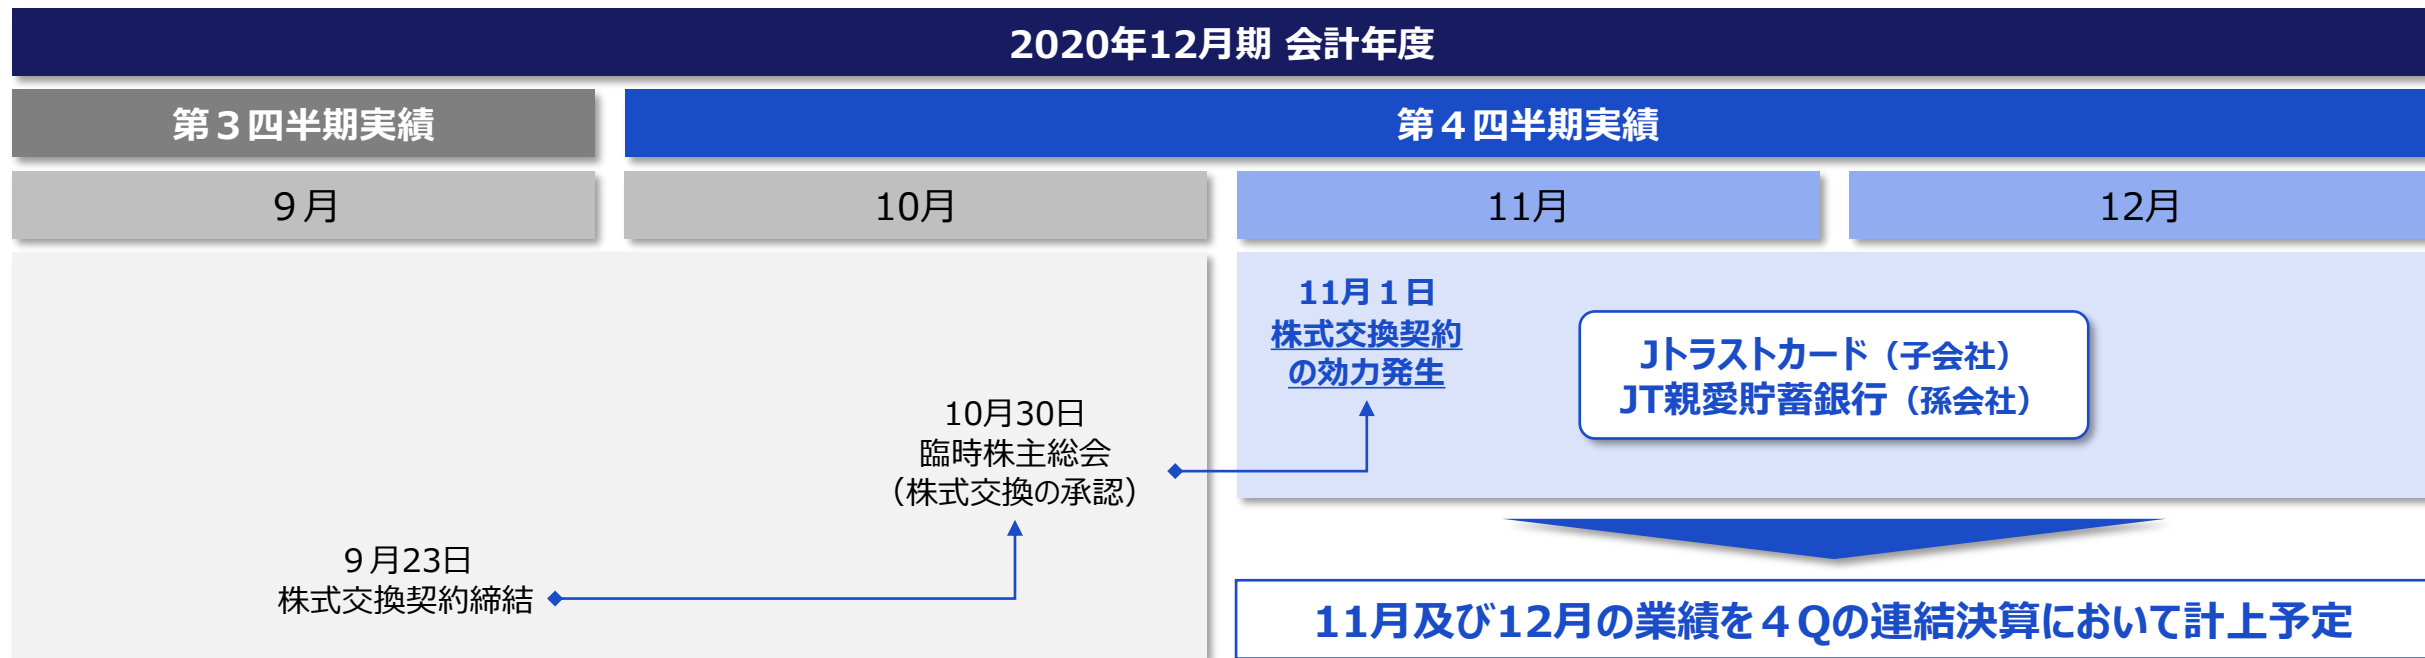 2020年12月期 会計年度
第３四半期実績
第４四半期実績
９月
10月
11月
12月
９月23日
株式交換契約締結
10月30日
臨時株主総会
（株式交換の承認）
11月１日
株式交換契約
の効力発生
Jトラストカード（子会社）
JT親愛貯蓄銀行（孫会社）
11月及び12月の業績を４Qの連結決算において計上予定